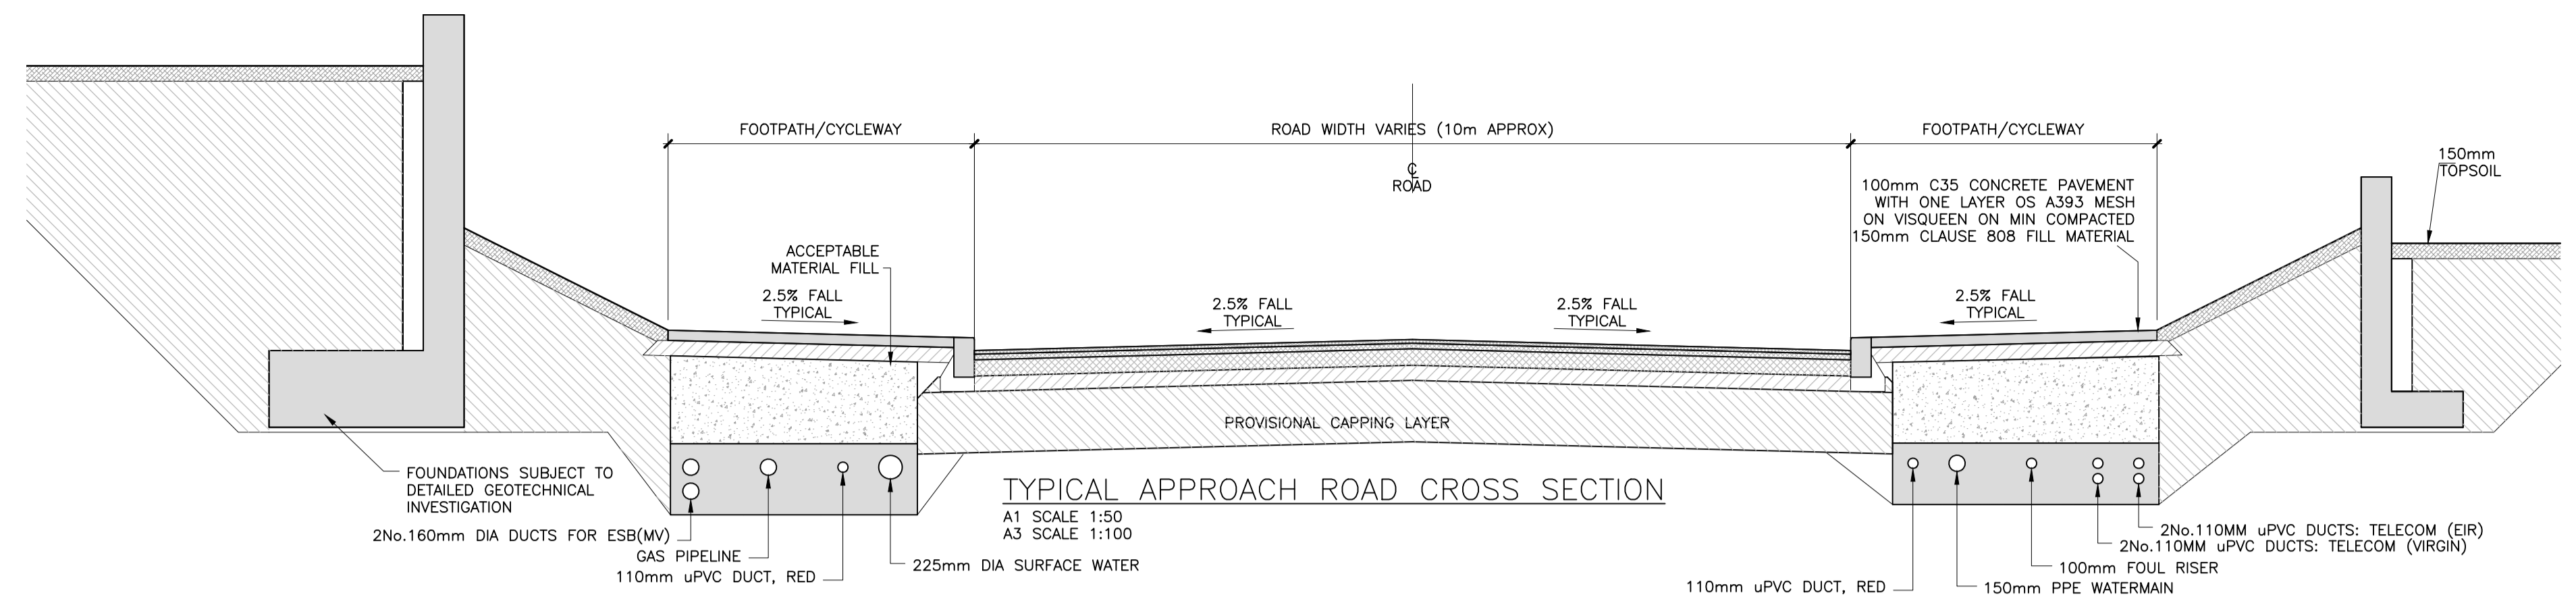 FOOTPATH/CYCLEWAY
ROAD WIDTH VARIES (10m APPROX)
FOOTPATH/CYCLEWAY
℄
ROAD
150mm
TOPSOIL
100mm C35 CONCRETE PAVEMENT
WITH ONE LAYER OS A393 MESH
ON VISQUEEN ON MIN COMPACTED
150mm CLAUSE 808 FILL MATERIAL
ACCEPTABLE
MATERIAL FILL
2.5% FALL
TYPICAL
2.5% FALL
TYPICAL
2.5% FALL
TYPICAL
2.5% FALL
TYPICAL
PROVISIONAL CAPPING LAYER
FOUNDATIONS SUBJECT TO
DETAILED GEOTECHNICAL
INVESTIGATION
2No.160mm DIA DUCTS FOR ESB(MV)
GAS PIPELINE
110mm uPVC DUCT, RED
225mm DIA SURFACE WATER
TYPICAL APPROACH ROAD CROSS SECTION
A1 SCALE 1:50
A3 SCALE 1:100
2No.110MM uPVC DUCTS: TELECOM (EIR)
2No.110MM uPVC DUCTS: TELECOM (VIRGIN)
100mm FOUL RISER
110mm uPVC DUCT, RED
150mm PPE WATERMAIN